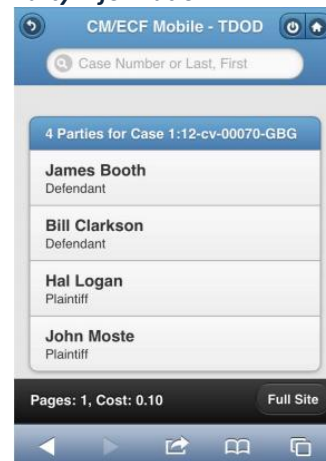 CM/ECF Mobile - TDOD
Case Number or Last, First
4 Parties for Case 1:12-cv-00070-GBG
James Booth
Defendant
Bill Clarkson
Defendant
Hal Logan
Plaintiff
John Moste
Plaintiff
Pages: 1, Cost: 0.10
Full Site